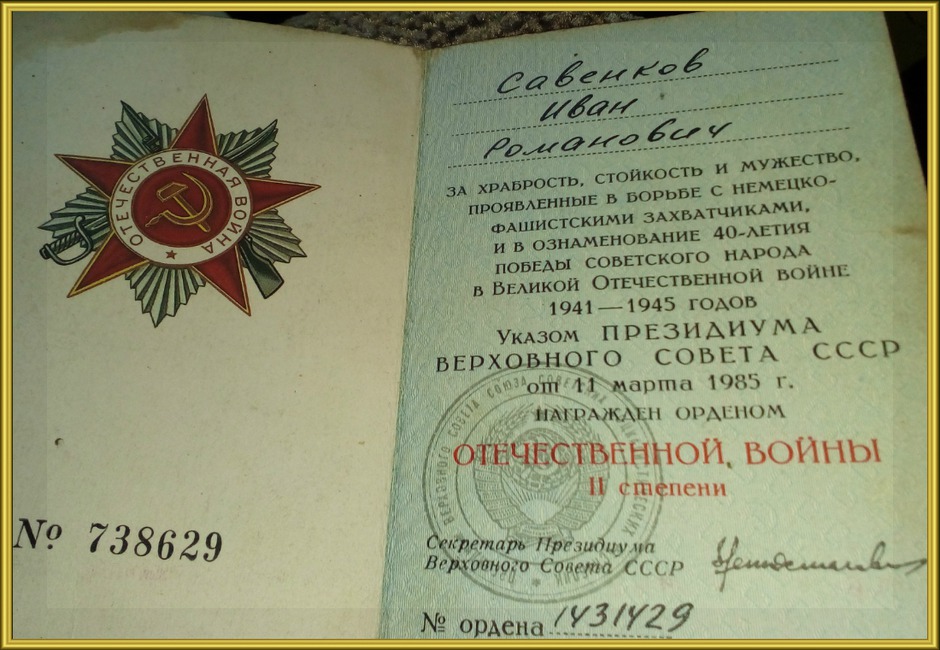 ОТЕЧЕСТВЕННАЯ ВОЙНА
№ 738629
Савенков
Иван
Романович
ЗА ХРАБРОСТЬ, СТОЙКОСТЬ И МУЖЕСТВО,
ПРОЯВЛЕННЫЕ В БОРЬБЕ С НЕМЕЦКО-
ФАШИСТСКИМИ ЗАХВАТЧИКАМИ,
И В ОЗНАМЕНОВАНИЕ 40-ЛЕТИЯ
ПОБЕДЫ СОВЕТСКОГО НАРОДА
В ВЕЛИКОЙ ОТЕЧЕСТВЕННОЙ ВОЙНЕ
1941—1945 ГОДОВ
УКАЗОМ ПРЕЗИДИУМА
ВЕРХОВНОГО СОВЕТА СССР
от 11 марта 1985 г.
НАГРАЖДЕН ОРДЕНОМ
ОТЕЧЕСТВЕННОЙ ВОЙНЫ
II степени
Секретарь Президиума
Верховного Совета СССР
№ ордена 1431429